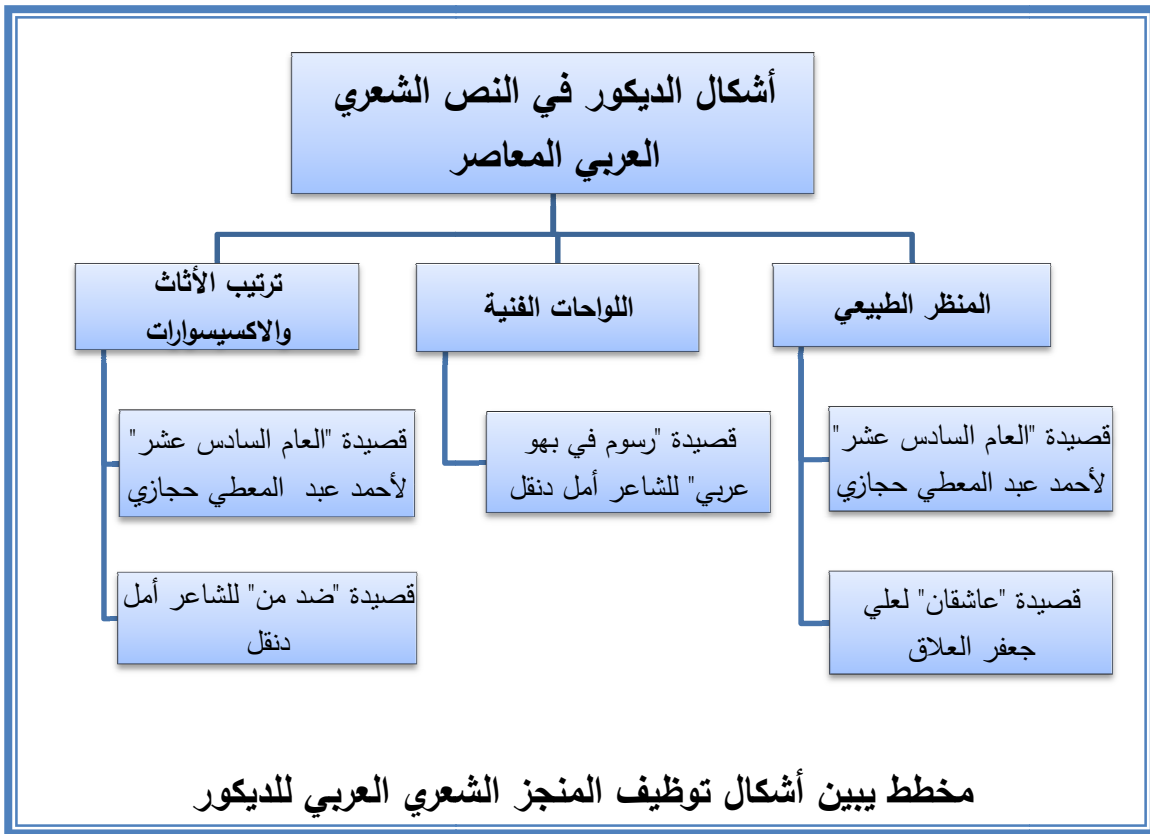 أشكال الديكور في النص الشعري
العربي المعاصر
المنظر الطبيعي
قصيدة "العام السادس عشر"
لأحمد عبد المعطي حجازي
قصيدة "عاشقان" لعلي
جعفر العلاق
اللواحات الفنية
قصيدة "رسوم في بهو
عربي" للشاعر أمل دنقل
ترتيب الأثاث
والاكسيسوارات
قصيدة "العام السادس عشر"
لأحمد عبد المعطي حجازي
قصيدة "ضد من" للشاعر أمل
دنقل
مخطط يبين أشكال توظيف المنجز الشعري العربي للديكور